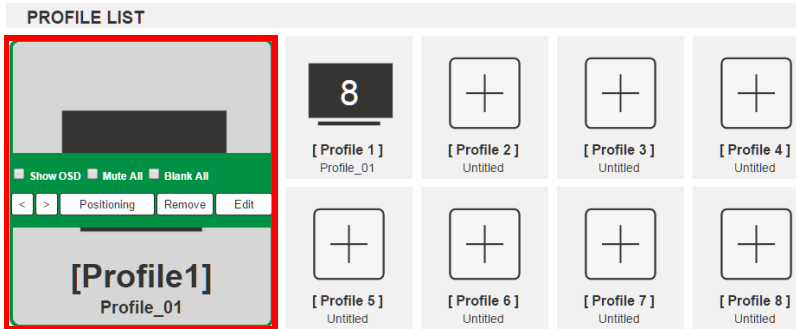 PROFILE LIST
Show OSD Mute All Blank All
< > Positioning Remove Edit
[Profile1]
Profile_01
8
[ Profile 1 ] [ Profile 2 ] [ Profile 3 ] [ Profile 4 ]
Profile_01 Untitled Untitled Untitled
[ Profile 5 ] [ Profile 6 ] [ Profile 7 ] [ Profile 8 ]
Untitled Untitled Untitled Untitled